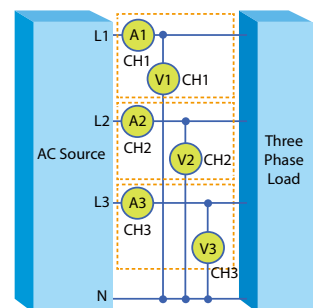 L1 A1
CH1
V1 CH1
L2 A2
CH2
V2 CH2
AC Source
Three
Phase
Load
L3 A3
CH3
V3
CH3
N